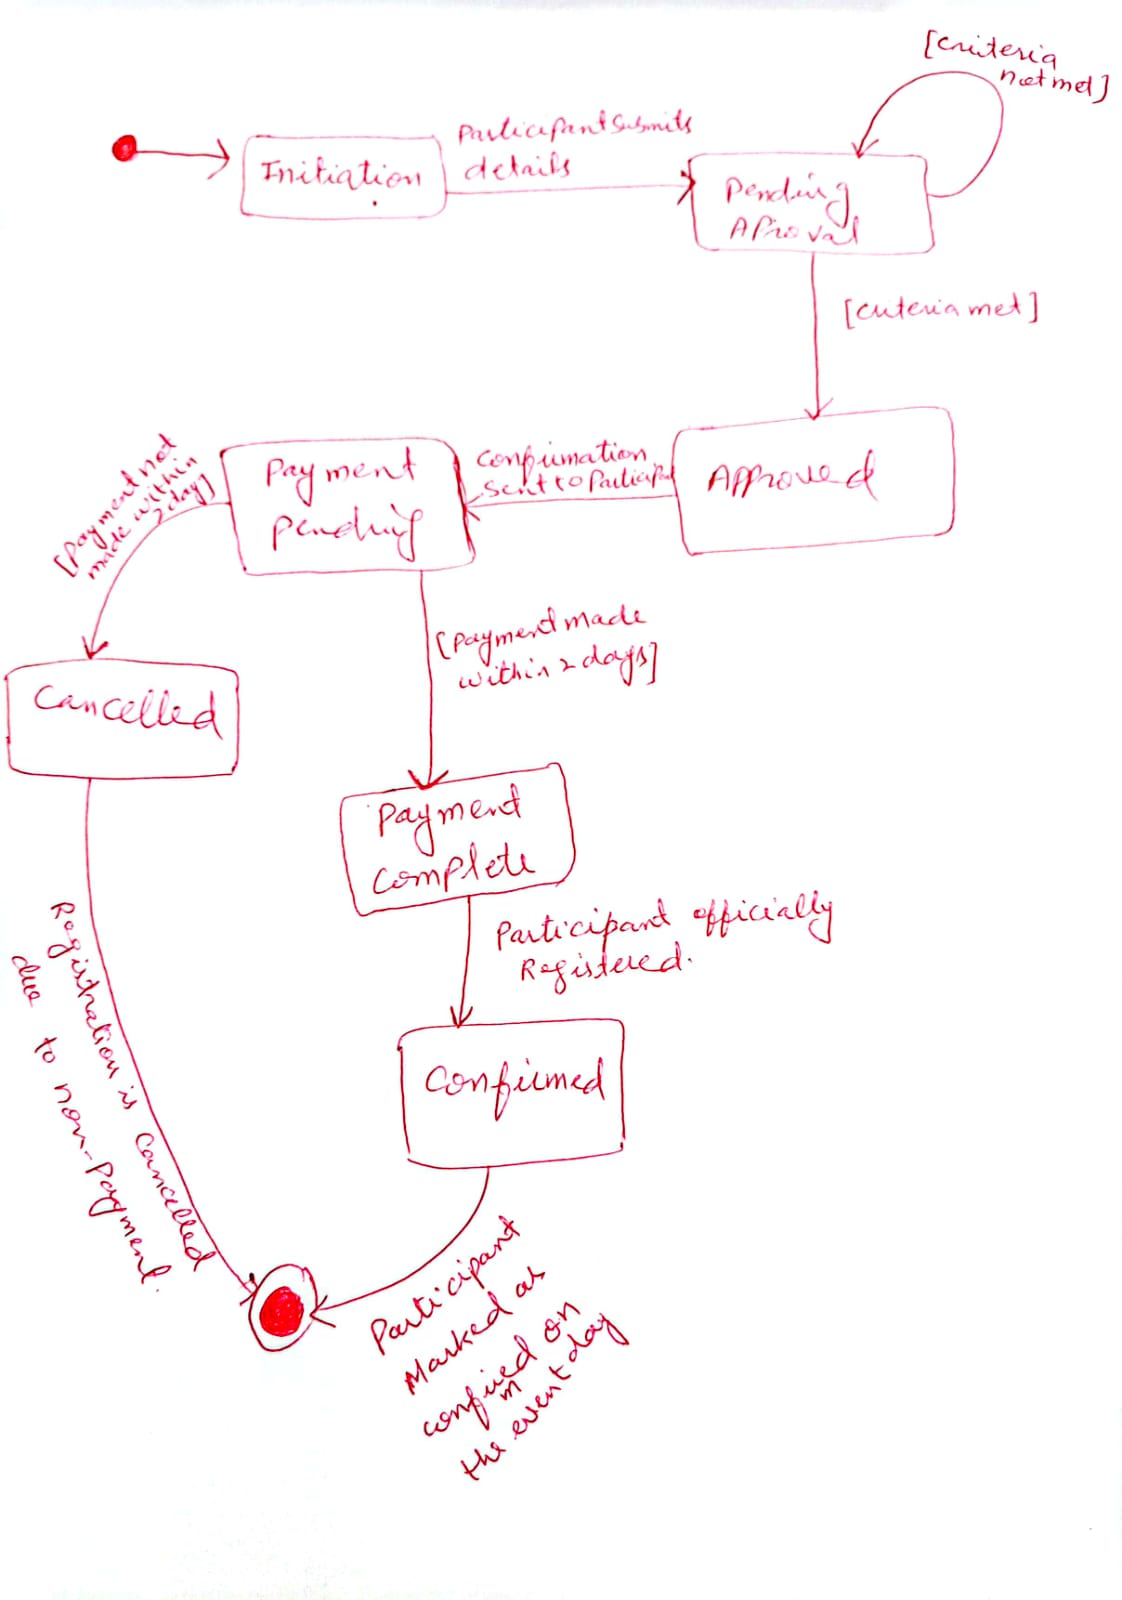 [criteria
not met]
Participant submits
details
Initiation
Pending
AProval
[criteria met]
[Payment not
made within
2 day]
Payment
pending
confirmation
sent to Particip
Approved
[Payment made
within 2 days]
Cancelled
Payment
complete
Participant officially
Registered.
Confirmed
Registration is cancelled
due to non-Payment.
Participant
Marked as
confied on
m
the event day